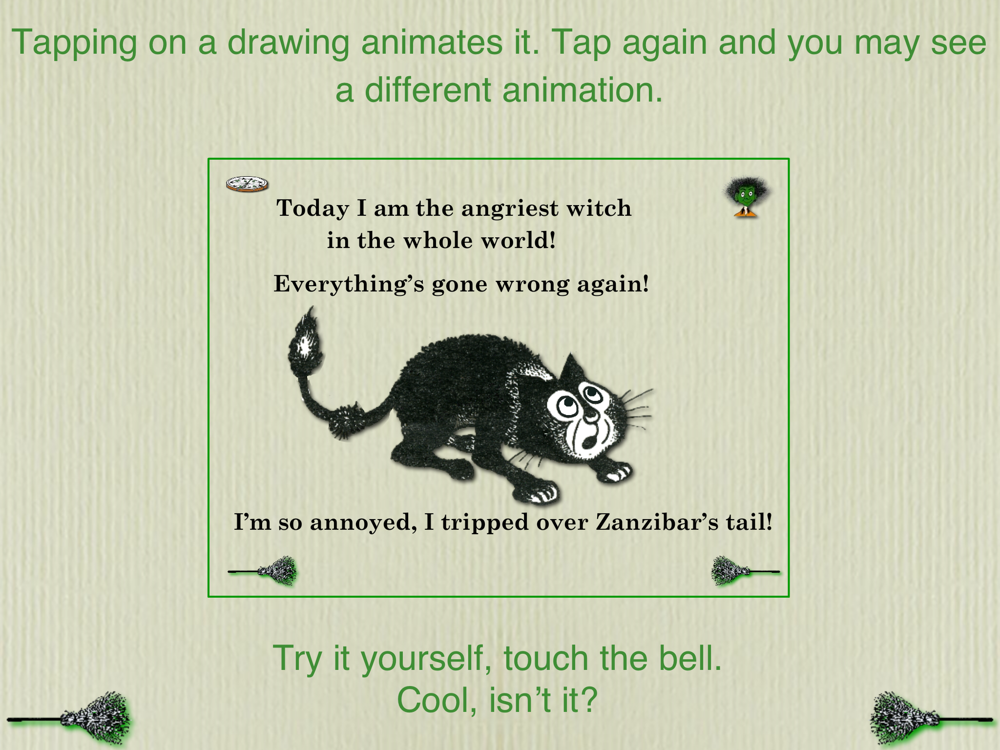 Tapping on a drawing animates it. Tap again and you may see
a different animation.
Today I am the angriest witch
in the whole world!
Everything’s gone wrong again!
I’m so annoyed, I tripped over Zanzibar’s tail!
Try it yourself, touch the bell.
Cool, isn’t it?